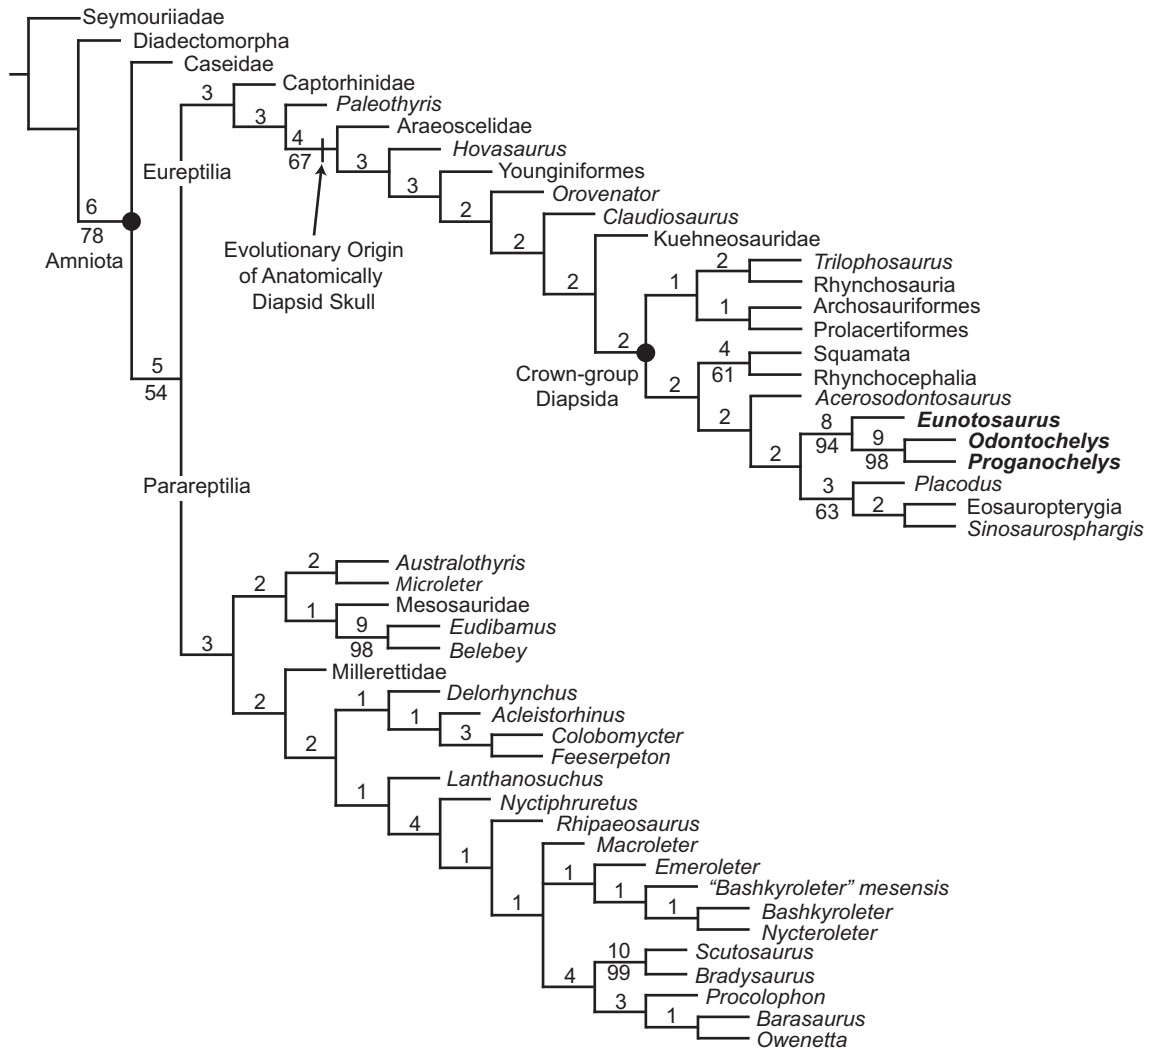 Seymouriidae
Diadectomorpha
Caseidae
3
Captorhinidae
3
Paleothyris
4
67
Araeoscelidae
3
Hovasaurus
Eureptilia
3
Younginiformes
2
Orovenator
6
78
Amniota
Evolutionary Origin
of Anatomically
Diapsid Skull
2
Claudiosaurus
2
Kuehneosauridae
1
2
Trilophosaurus
Rhynchosauria
1
Archosauriformes
Prolacertiformes
2
Crown-group
Diapsida
5
54
2
4
61
Squamata
Rhynchocephalia
2
Acerosodontosaurus
2
8
94
Eunotosaurus
9
98
Odontochelys
Proganochelys
3
63
Placodus
2
Eosauropterygia
Sinosaurosphargis
Parareptilia
3
2
2
Australothyris
Microleter
1
Mesosauridae
9
98
Eudibamus
Belebey
2
Millerettidae
2
1
Delorhynchus
1
Acleistorhinus
3
Colobomycter
Feeserpeton
1
Lanthanosuchus
4
Nyctiphruretus
1
Rhipaeosaurus
1
Macroleter
1
Emeroleter
1
“Bashkyroleter” mesensis
1
Bashkyroleter
Nycteroleter
4
10
99
Scutosaurus
Bradysaurus
3
Procolophon
1
Barasaurus
Owenetta